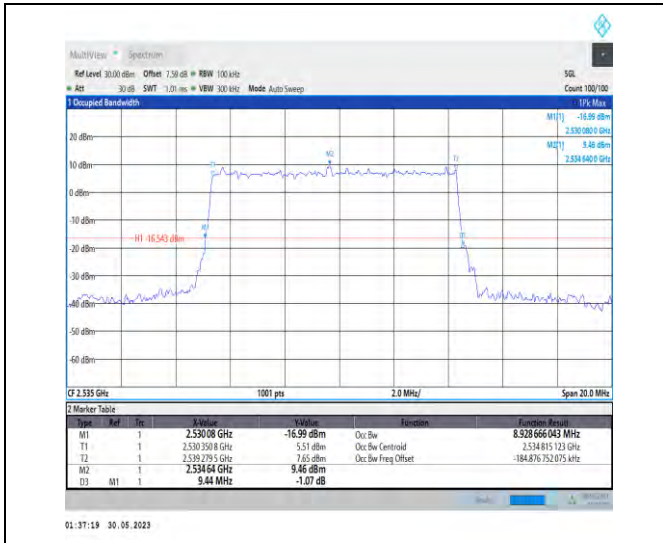 MultiView Spectrum
Ref Level 30.00 dBm Offset 7.59 dB RBW 100 kHz SGL
Att 30 dB SWT 1.01 ms VBW 300 kHz Mode Auto Sweep Count 100/100
1 Occupied Bandwidth 1Pk Max
M1[1] -16.99 dBm
2.530 080 0 GHz
M2[1] 9.46 dBm
2.534 640 0 GHz
20 dBm
M2
T1
T2
10 dBm
0 dBm
-10 dBm
M1
H1 -16.543 dBm
D3
-20 dBm
-30 dBm
-40 dBm
-50 dBm
-60 dBm
CF 2.535 GHz 1001 pts 2.0 MHz/ Span 20.0 MHz
2 Marker Table
Type Ref Trc X-Value Y-Value Function Function Result
M1 1 2.530 08 GHz -16.99 dBm Occ Bw 8.928 666 043 MHz
T1 1 2.530 350 8 GHz 5.51 dBm Occ Bw Centroid 2.534 815 123 GHz
T2 1 2.539 279 5 GHz 7.65 dBm Occ Bw Freq Offset -184.876 752 075 kHz
M2 1 2.534 64 GHz 9.46 dBm
D3 M1 1 9.44 MHz -1.07 dB
01:37:19 30.05.2023